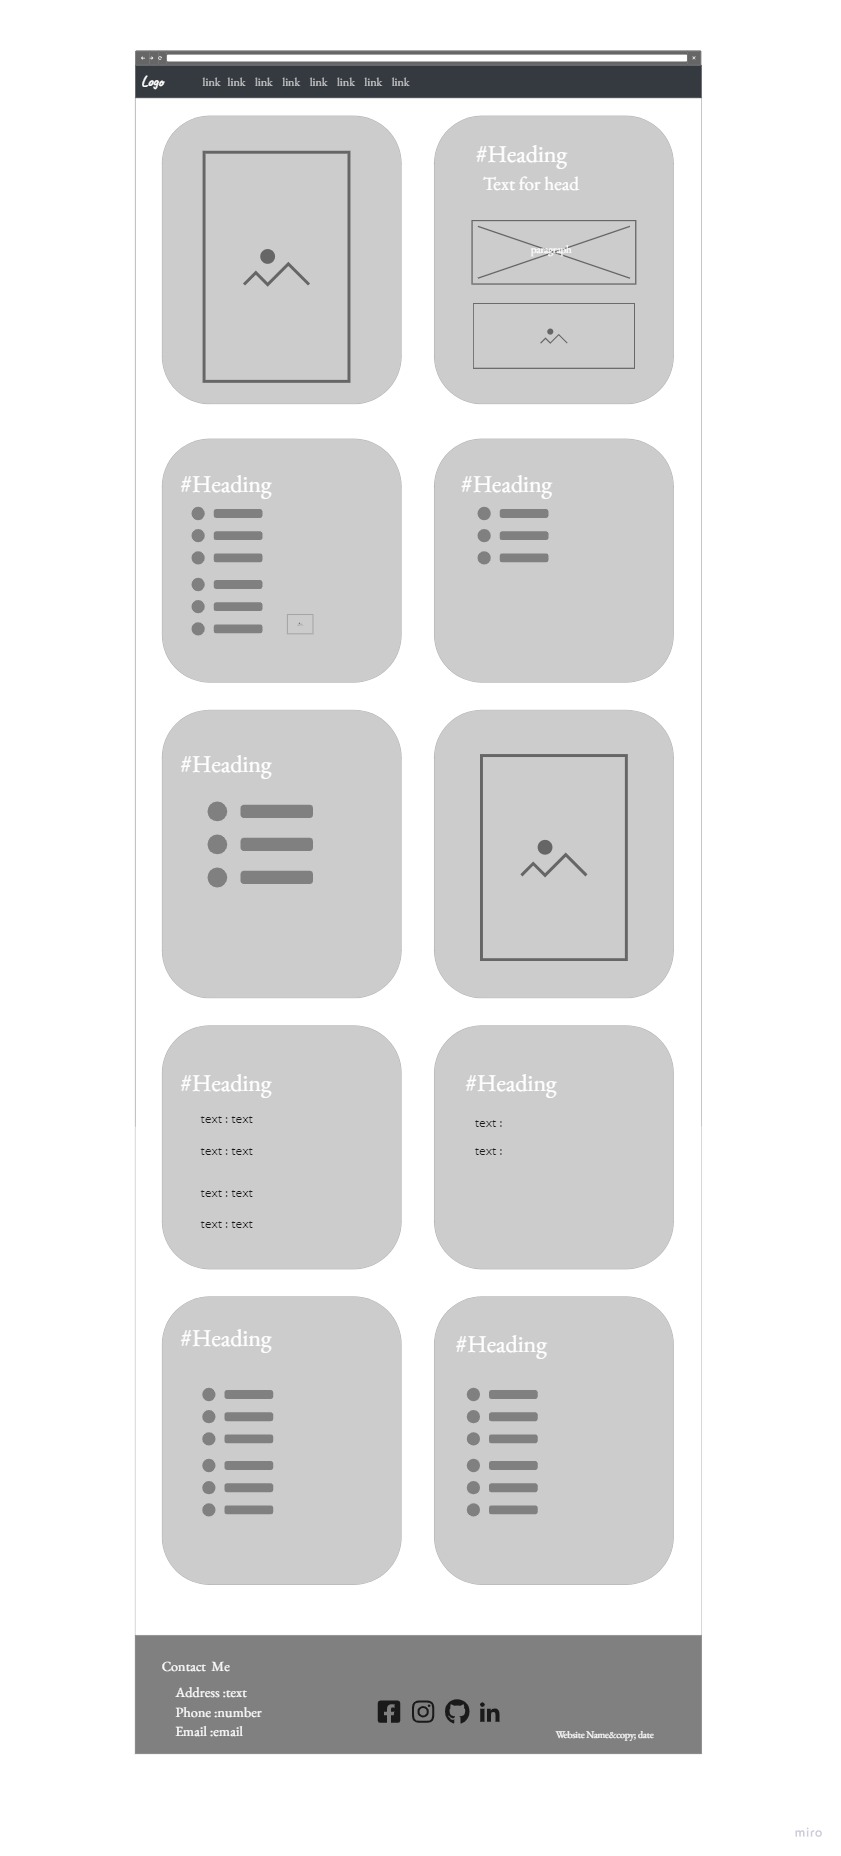 Logo link link link link link link link link
#Heading
Text for head
paragraph
#Heading
#Heading
#Heading
#Heading
text : text
text : text
text : text
text : text
#Heading
text :
text :
#Heading
#Heading
Contact Me
Address :text
Phone :number
Email :email
in
Website Name&copy; date
miro